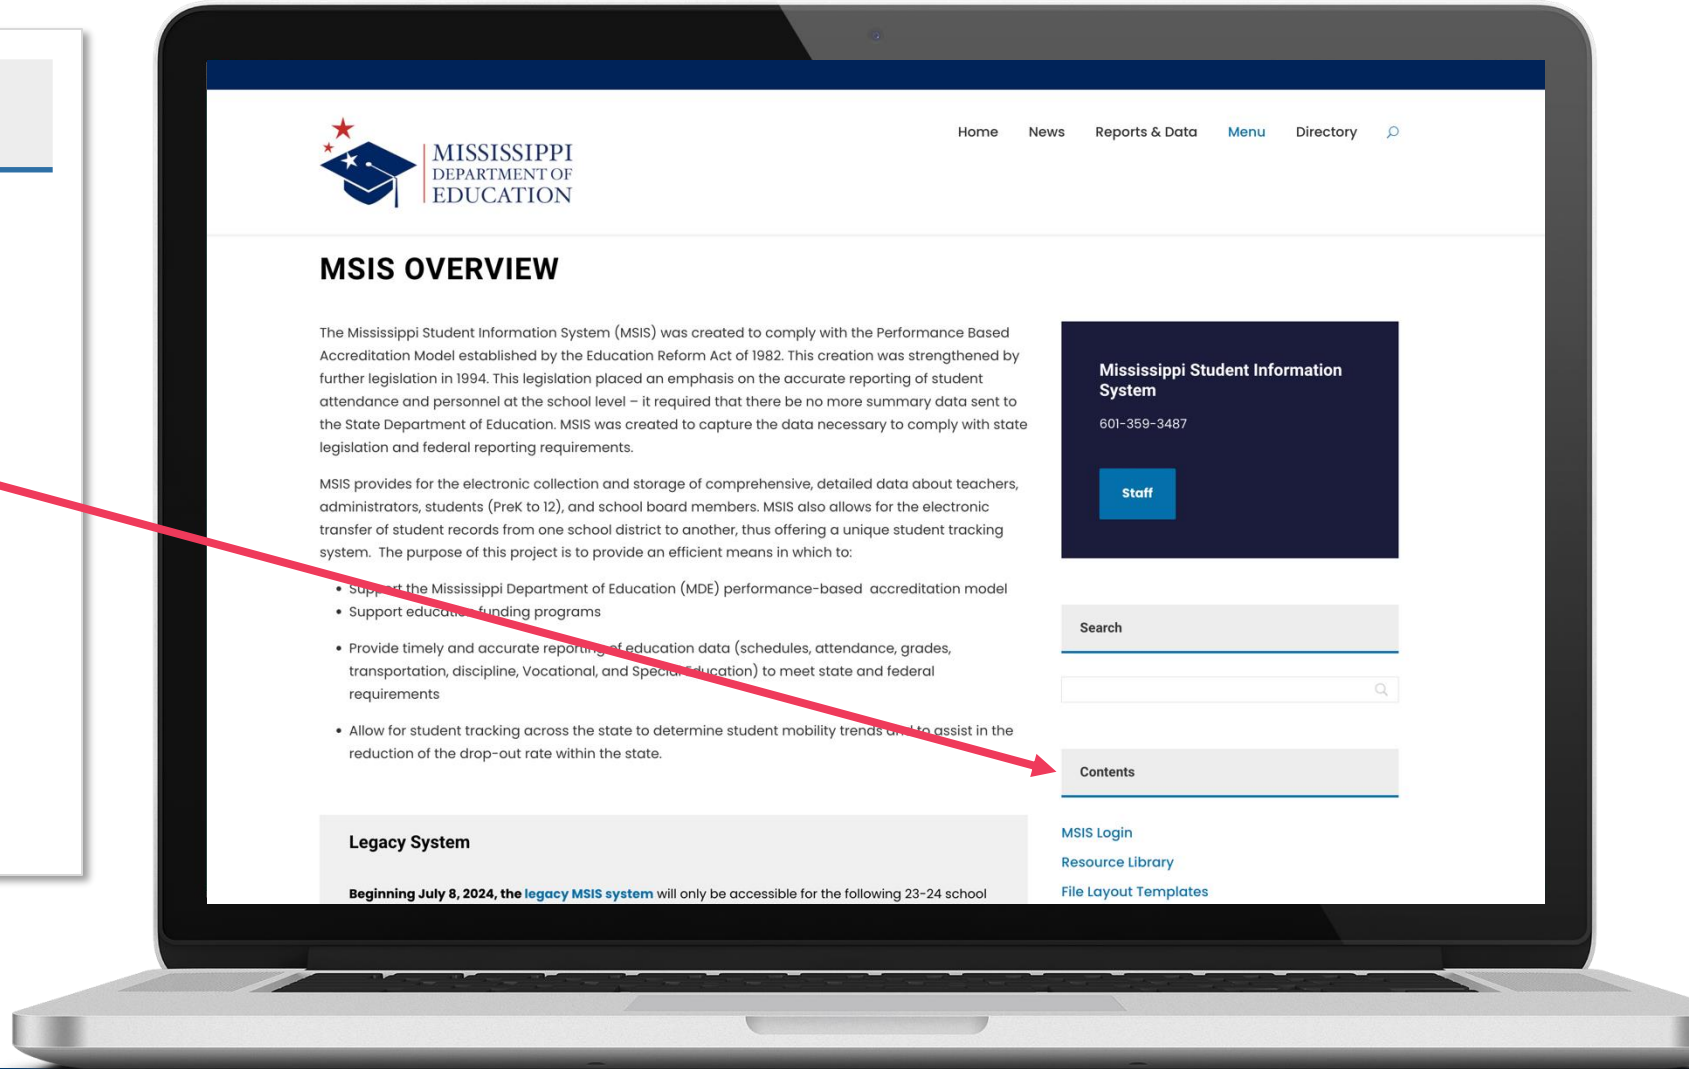 MISSISSIPPI
DEPARTMENT OF
EDUCATION
Home News Reports & Data Menu Directory
MSIS OVERVIEW
The Mississippi Student Information System (MSIS) was created to comply with the Performance Based
Accreditation Model established by the Education Reform Act of 1982. This creation was strengthened by
further legislation in 1994. This legislation placed an emphasis on the accurate reporting of student
attendance and personnel at the school level – it required that there be no more summary data sent to
the State Department of Education. MSIS was created to capture the data necessary to comply with state
legislation and federal reporting requirements.
MSIS provides for the electronic collection and storage of comprehensive, detailed data about teachers,
administrators, students (PreK to 12), and school board members. MSIS also allows for the electronic
transfer of student records from one school district to another, thus offering a unique student tracking
system. The purpose of this project is to provide an efficient means in which to:
• Support the Mississippi Department of Education (MDE) performance-based accreditation model
• Support education funding programs
• Provide timely and accurate reporting of education data (schedules, attendance, grades,
transportation, discipline, Vocational, and Special Education) to meet state and federal
requirements
• Allow for student tracking across the state to determine student mobility trends and to assist in the
reduction of the drop-out rate within the state.
Legacy System
Beginning July 8, 2024, the legacy MSIS system will only be accessible for the following 23-24 school
Mississippi Student Information
System
601-359-3487
Staff
Search
Contents
MSIS Login
Resource Library
File Layout Templates